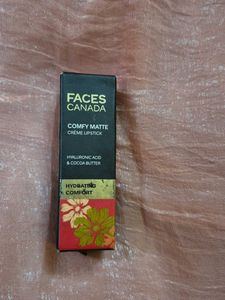 FACES
CANADA
COMFY MATTE
CRÈME LIPSTICK
HYALURONIC ACID
& COCOA BUTTER
HYDRATING
COMFORT